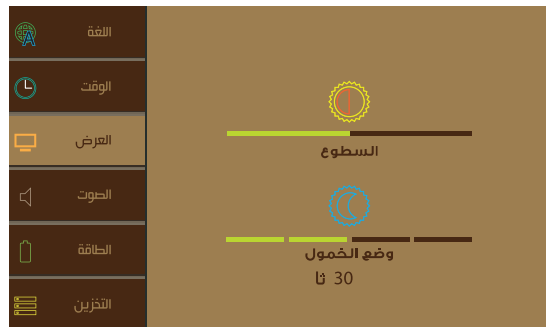 اللغة
الوقت
العرض
الصوت
الطاقة
التخزين
السطوع
وضع الخمول
30 ثا